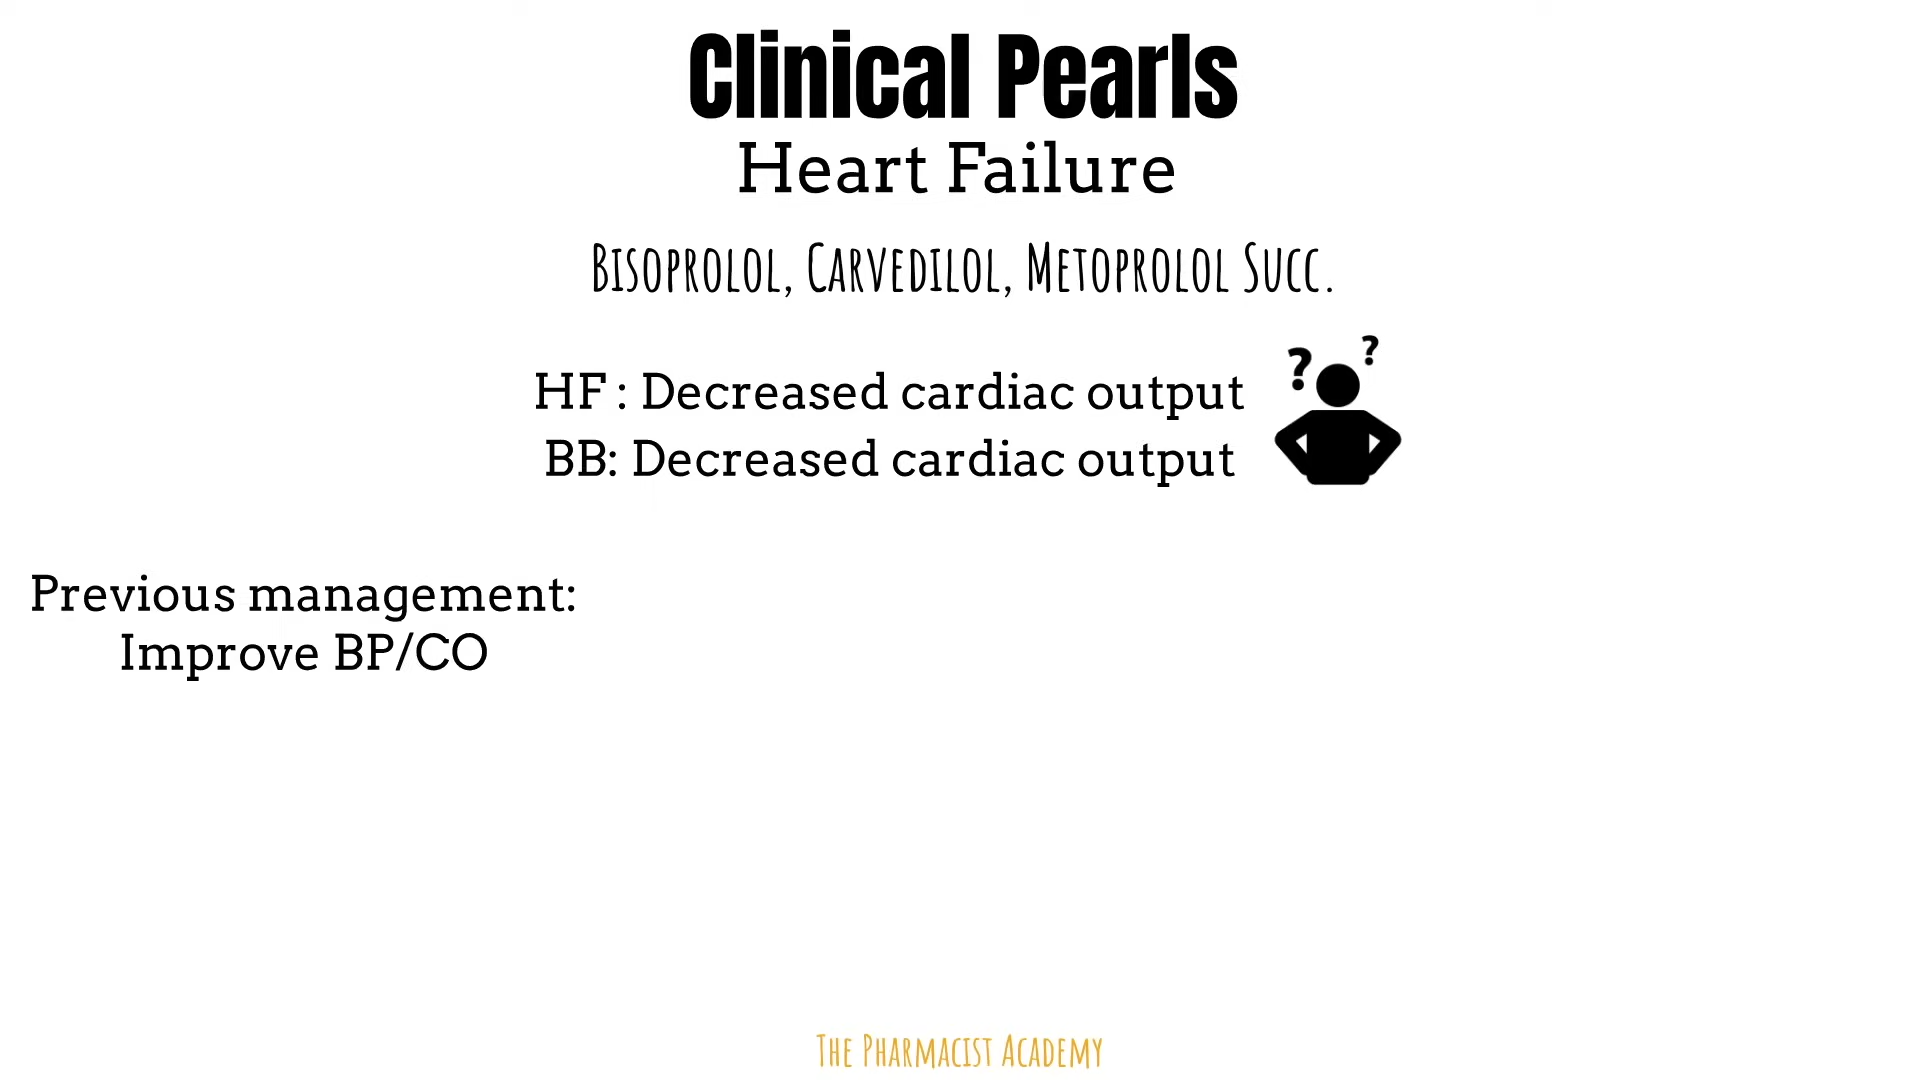 Clinical Pearls
Heart Failure
Bisoprolol, Carvedilol, Metoprolol Succ.
? ?
HF : Decreased cardiac output
BB: Decreased cardiac output
Previous management:
Improve BP/CO
The Pharmacist Academy